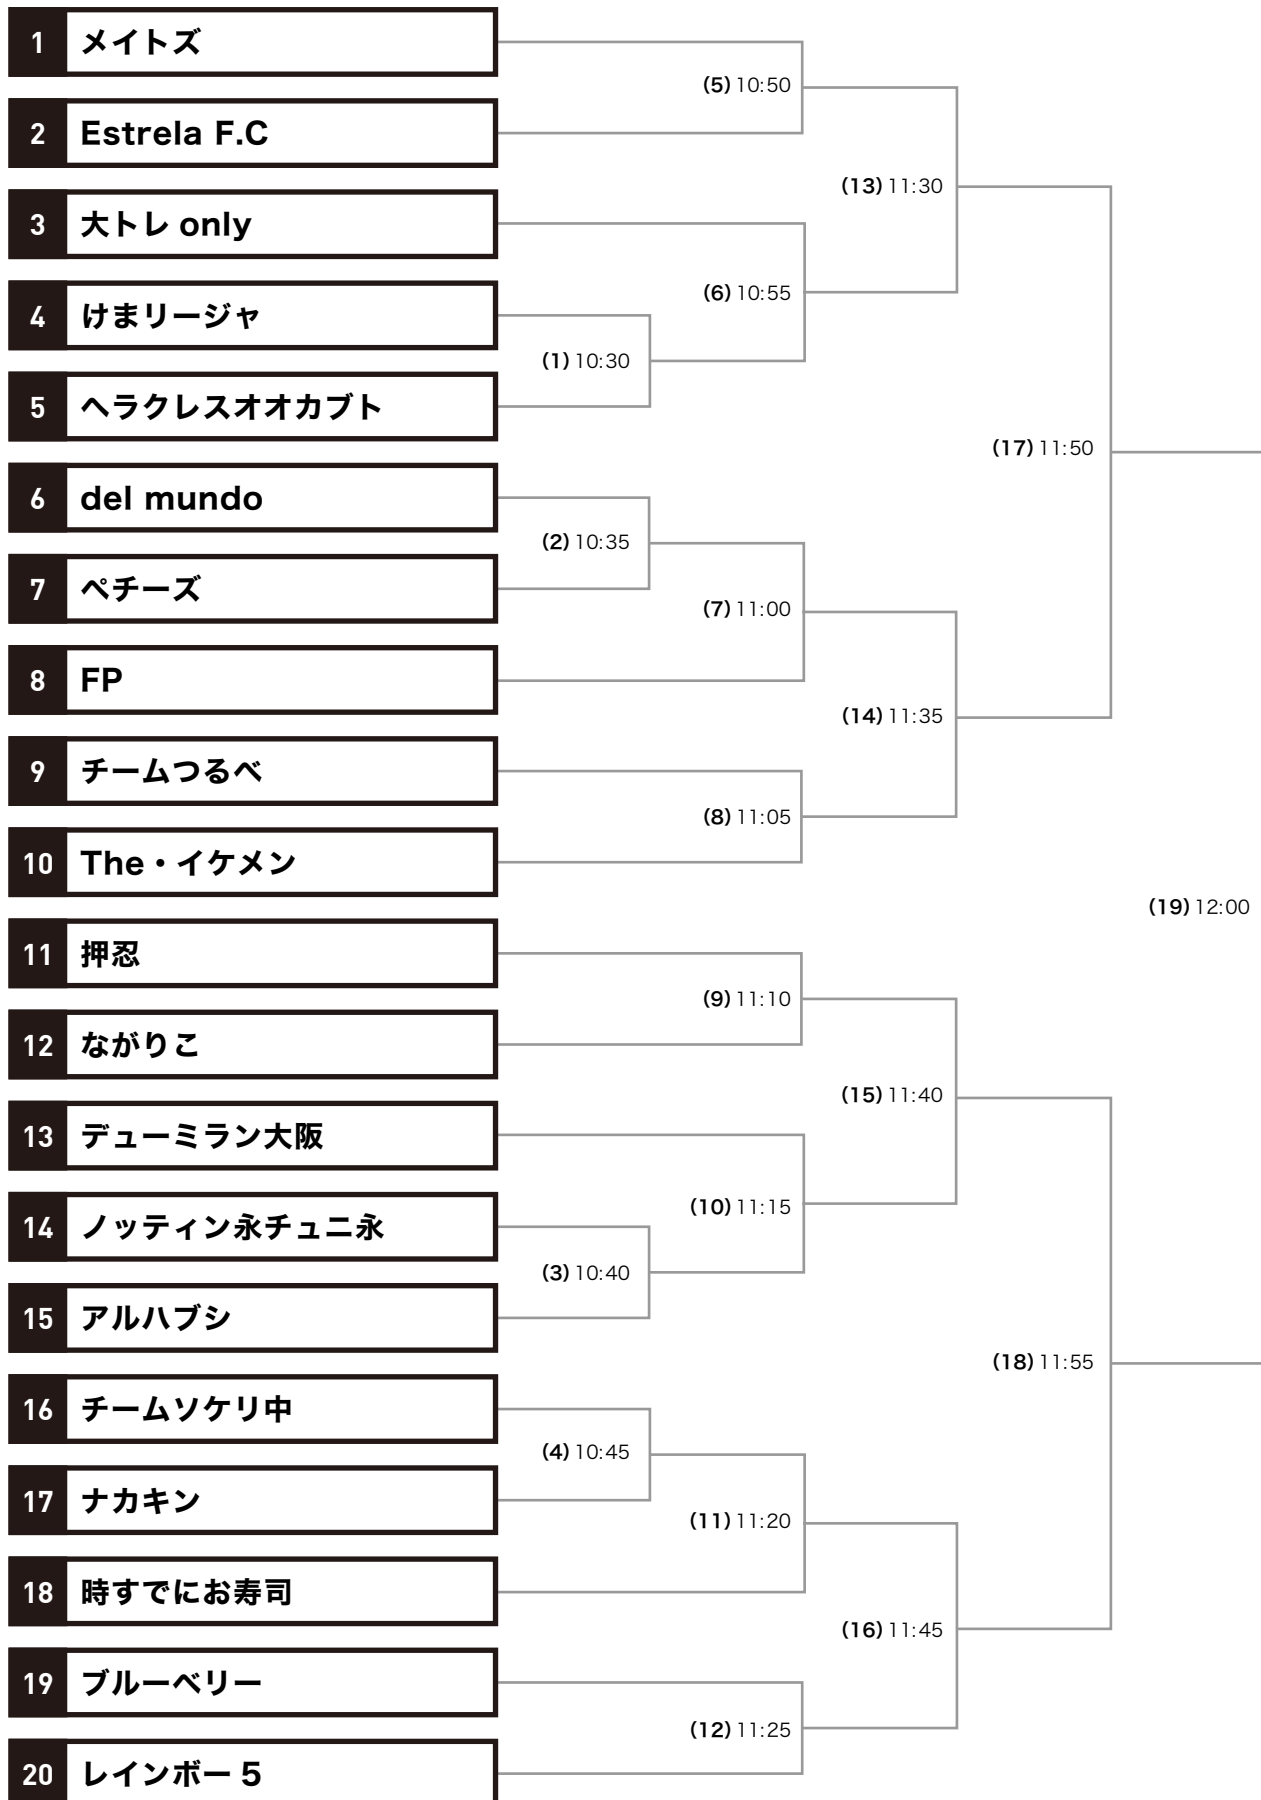 1 メイトズ
(5) 10:50
2 Estrela F.C
(13) 11:30
3 大トレ only
(6) 10:55
4 けまリージャ
(1) 10:30
5 ヘラクレスオオカブト
(17) 11:50
6 del mundo
(2) 10:35
7 ペチーズ
(7) 11:00
8 FP
(14) 11:35
9 チームつるべ
(8) 11:05
10 The・イケメン
(19) 12:00
11 押忍
(9) 11:10
12 ながりこ
(15) 11:40
13 デューミラン大阪
(10) 11:15
14 ノッティン永チュニ永
(3) 10:40
15 アルハブシ
(18) 11:55
16 チームソケリ中
(4) 10:45
17 ナカキン
(11) 11:20
18 時すでにお寿司
(16) 11:45
19 ブルーベリー
(12) 11:25
20 レインボー 5